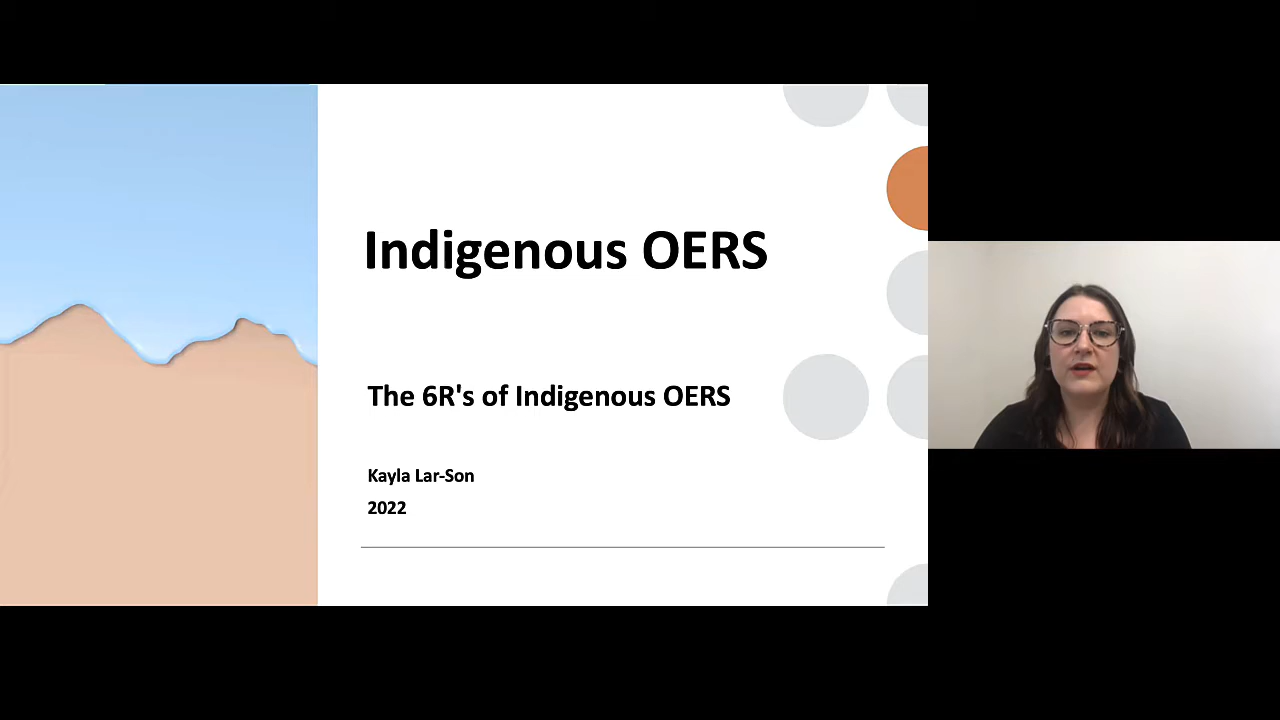 Indigenous OERS
The 6R's of Indigenous OERS
Kayla Lar-Son
2022